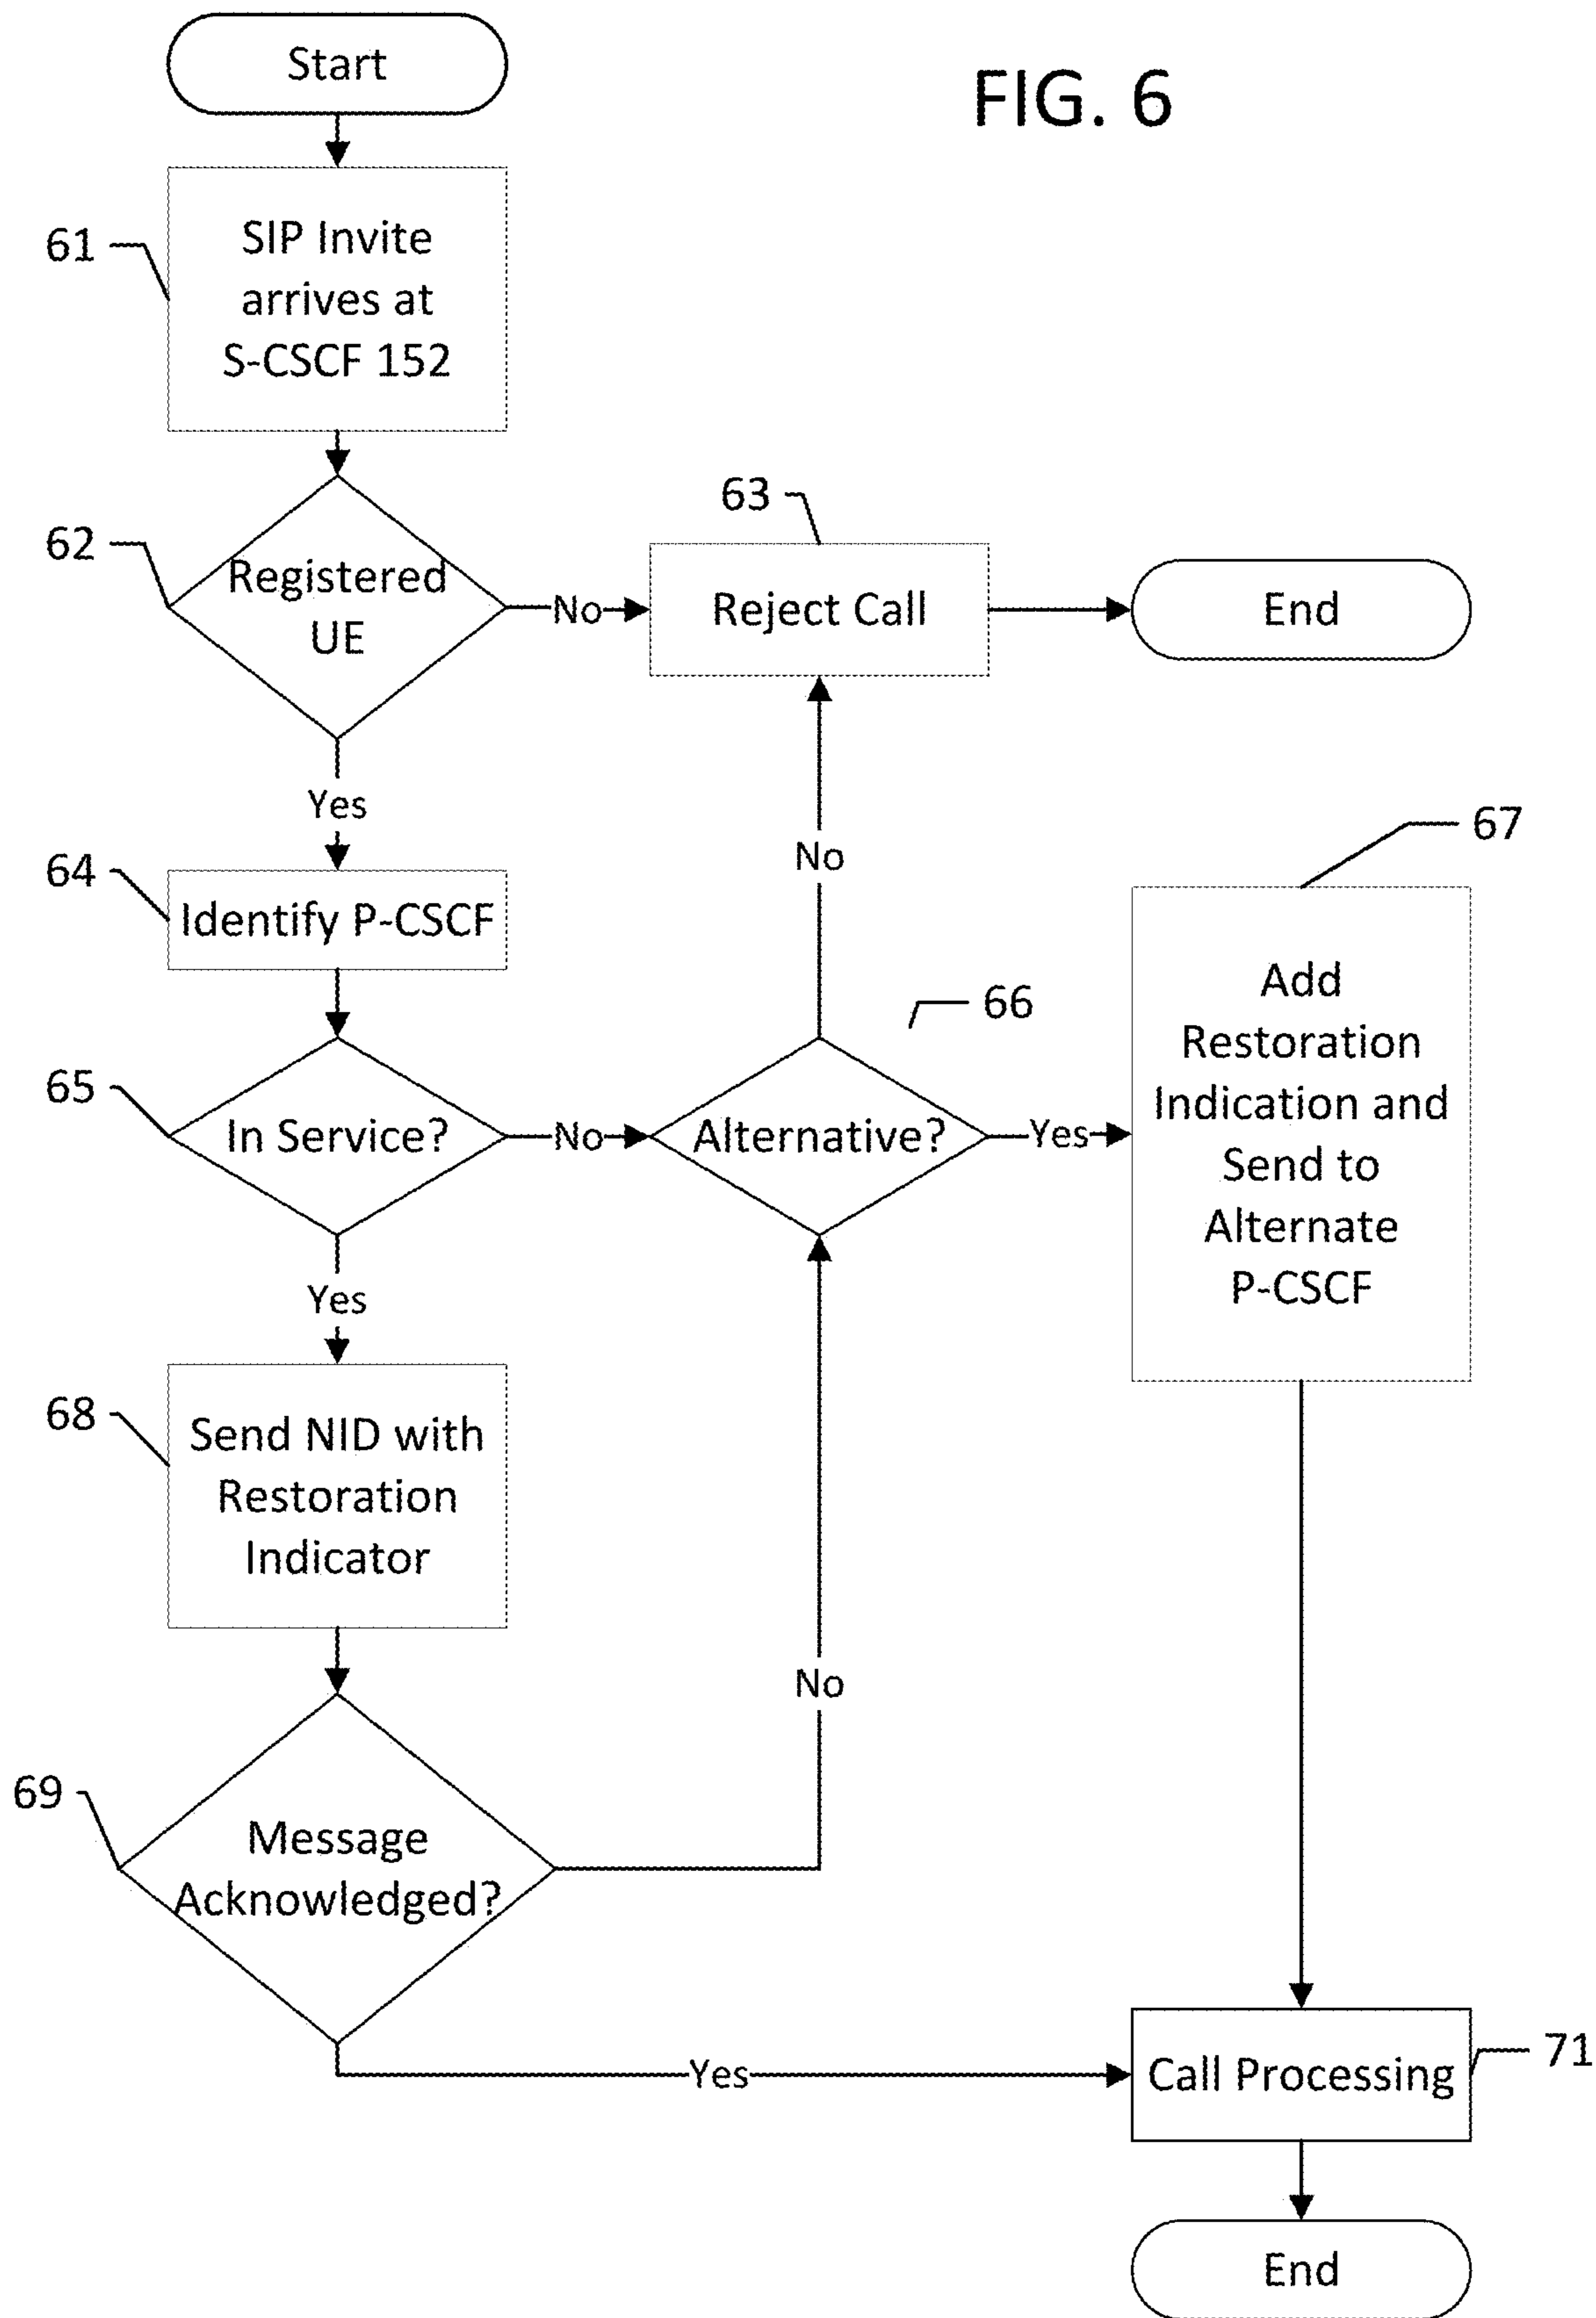 Start
FIG. 6
61
SIP Invite
arrives at
S-CSCF 152
62
Registered
UE
No
63
Reject Call
End
Yes
64
Identify P-CSCF
No
67
66
65
In Service?
No
Alternative?
Yes
Add
Restoration
Indication and
Send to
Alternate
P-CSCF
Yes
68
Send NID with
Restoration
Indicator
No
69
Message
Acknowledged?
Yes
Call Processing
71
End